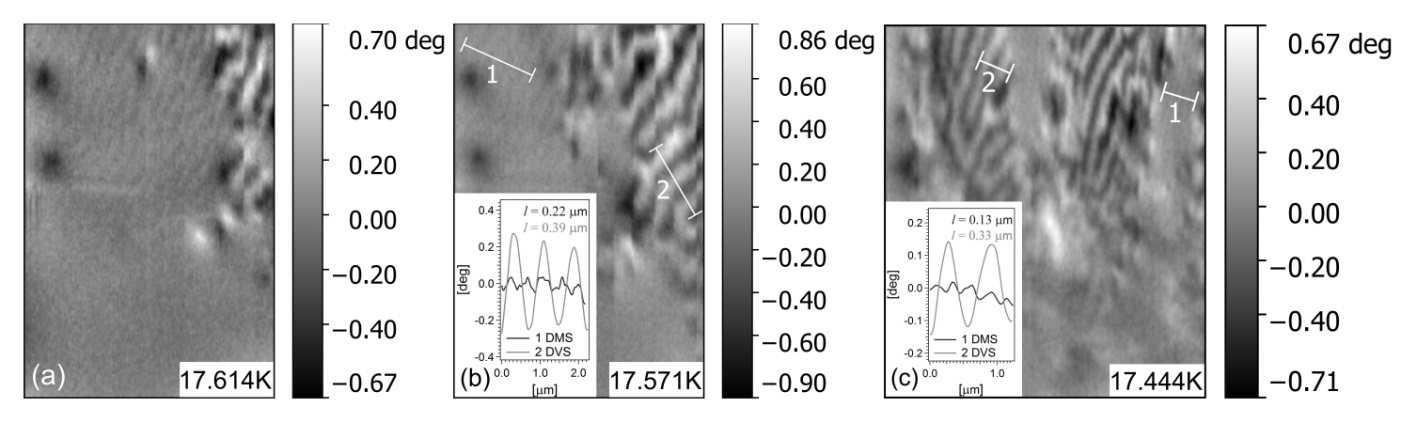 (a)
17.614K
0.70 deg
0.40
0.20
0.00
−0.20
−0.40
−0.67
1
2
0.4
0.2
0.0
-0.2
-0.4
[deg]
l = 0.22 µm
l = 0.39 µm
1 DMS
2 DVS
0.0 1.0 2.0
[µm]
(b)
17.571K
0.86 deg
0.60
0.40
0.20
0.00
−0.20
−0.40
−0.60
−0.90
2
1
0.2
0.1
0.0
-0.1
-0.2
[deg]
l = 0.13 µm
l = 0.33 µm
1 DMS
2 DVS
0.0 1.0
[µm]
(c)
17.444K
0.67 deg
0.40
0.20
0.00
−0.20
−0.40
−0.71